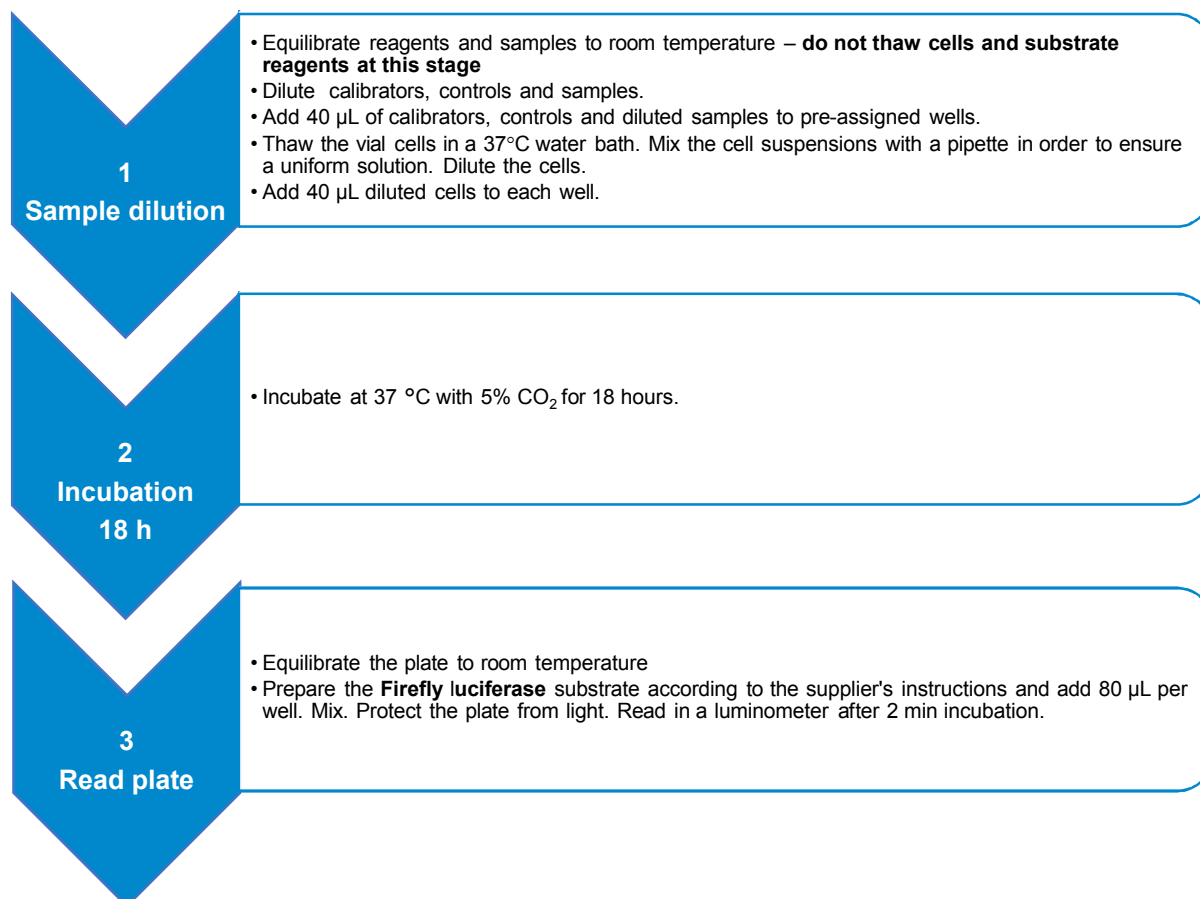 1
Sample dilution
• Equilibrate reagents and samples to room temperature – do not thaw cells and substrate
reagents at this stage
• Dilute calibrators, controls and samples.
• Add 40 µL of calibrators, controls and diluted samples to pre-assigned wells.
• Thaw the vial cells in a 37°C water bath. Mix the cell suspensions with a pipette in order to ensure
a uniform solution. Dilute the cells.
• Add 40 µL diluted cells to each well.
2
Incubation
18 h
• Incubate at 37 °C with 5% CO₂ for 18 hours.
3
Read plate
• Equilibrate the plate to room temperature
• Prepare the Firefly luciferase substrate according to the supplier's instructions and add 80 µL per
well. Mix. Protect the plate from light. Read in a luminometer after 2 min incubation.